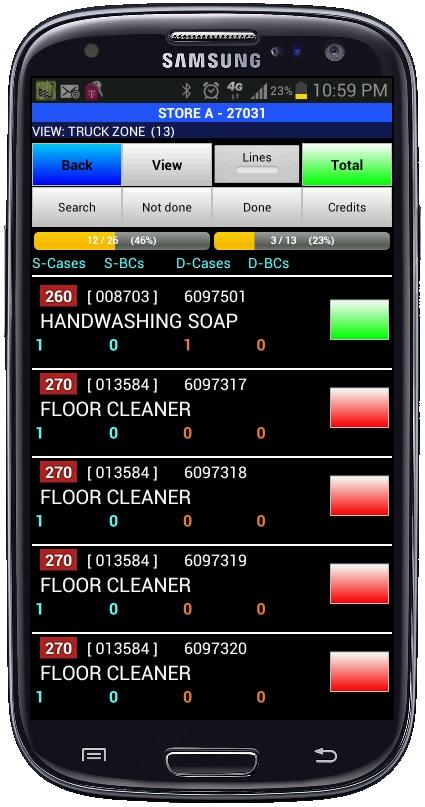 SAMSUNG
4G 23% 10:59 PM
STORE A - 27031
VIEW: TRUCK ZONE (13)
Back View Lines Total
Search Not done Done Credits
12 / 26 (46%) 3 / 13 (23%)
S-Cases S-BCs D-Cases D-BCs
260 [ 008703 ] 6097501
HANDWASHING SOAP
1 0 1 0
270 [ 013584 ] 6097317
FLOOR CLEANER
1 0 0 0
270 [ 013584 ] 6097318
FLOOR CLEANER
1 0 0 0
270 [ 013584 ] 6097319
FLOOR CLEANER
1 0 0 0
270 [ 013584 ] 6097320
FLOOR CLEANER
1 0 0 0